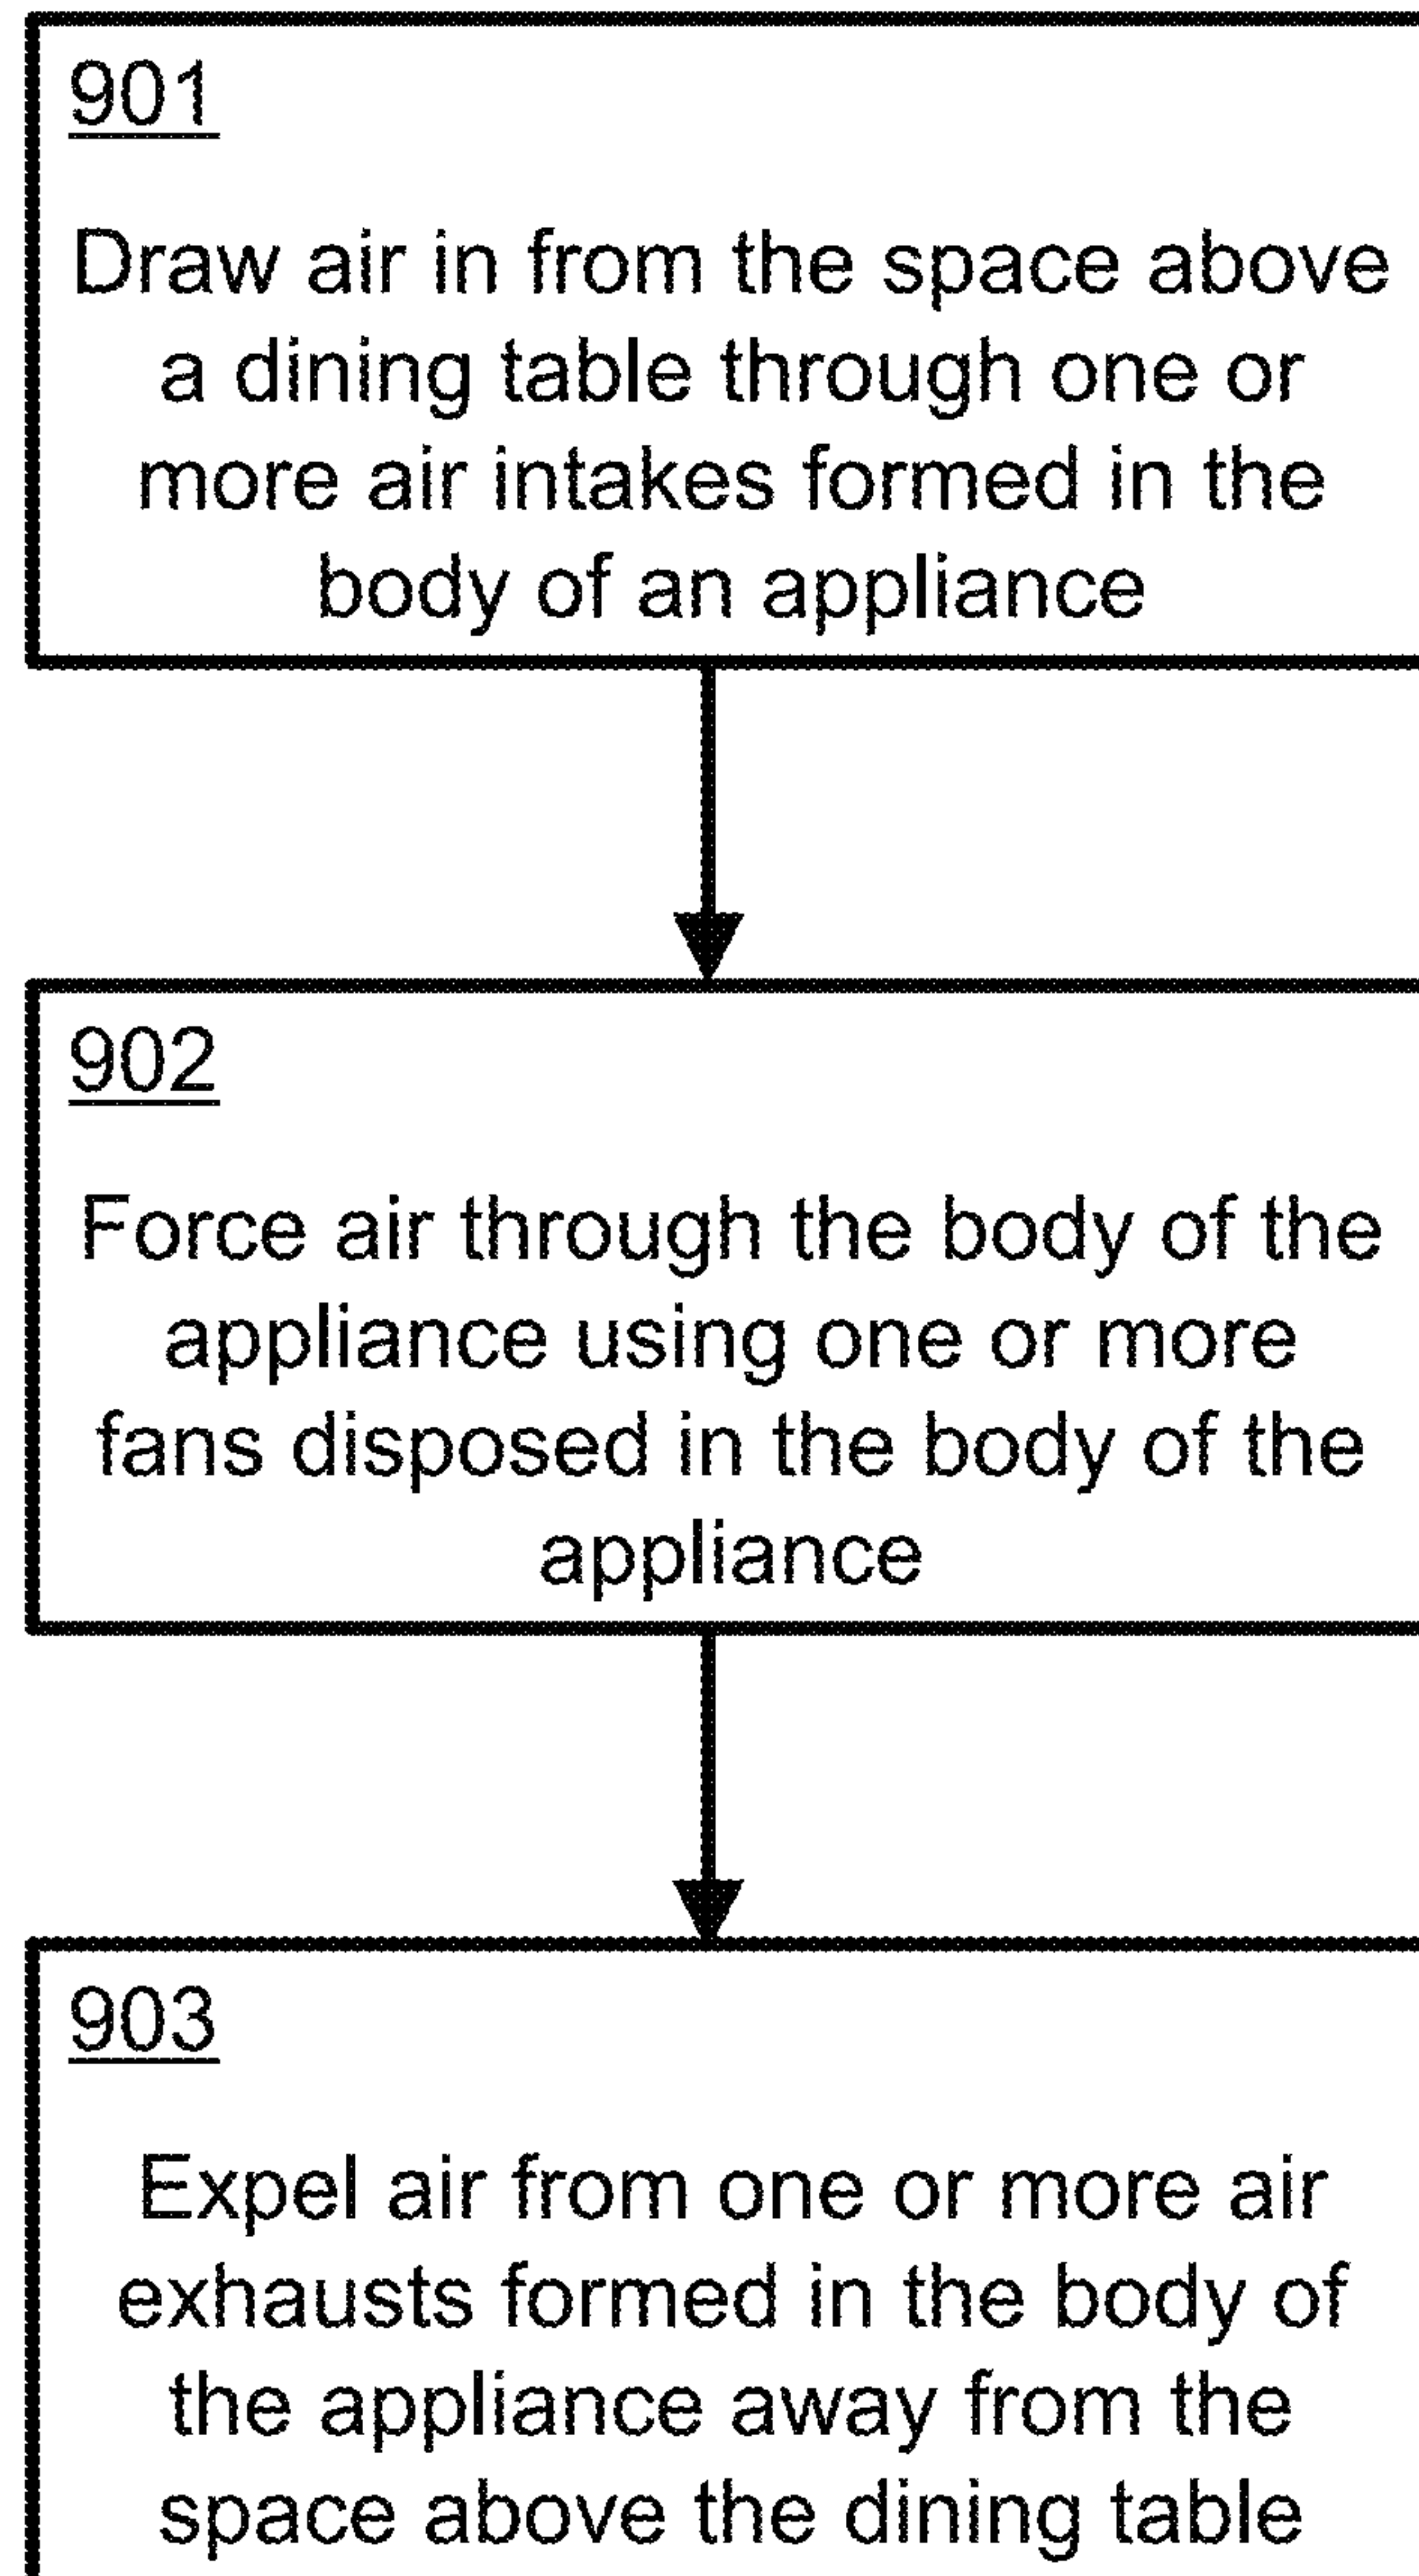 901
Draw air in from the space above
a dining table through one or
more air intakes formed in the
body of an appliance
902
Force air through the body of the
appliance using one or more
fans disposed in the body of the
appliance
903
Expel air from one or more air
exhausts formed in the body of
the appliance away from the
space above the dining table